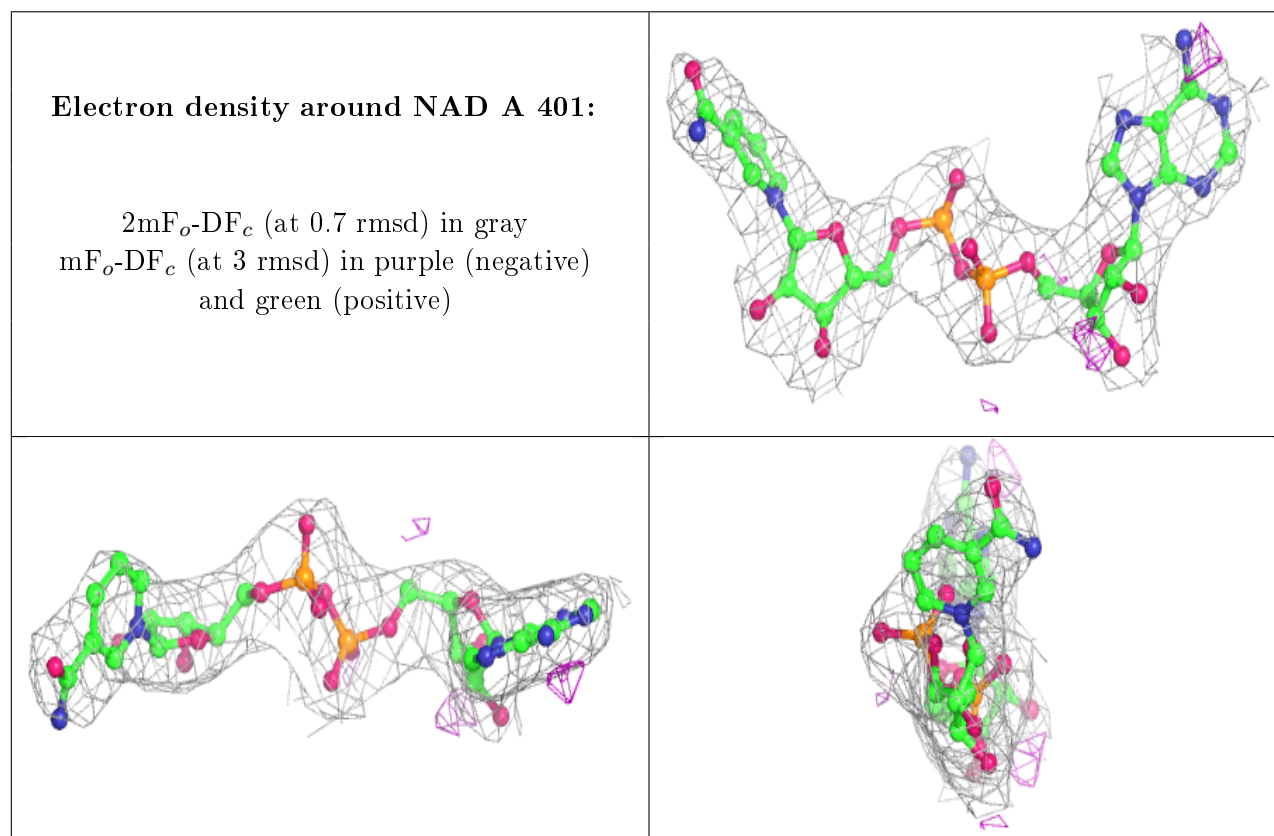 Electron density around NAD A 401:
2mFₒ-DF𝒸 (at 0.7 rmsd) in gray
mFₒ-DF𝒸 (at 3 rmsd) in purple (negative)
and green (positive)